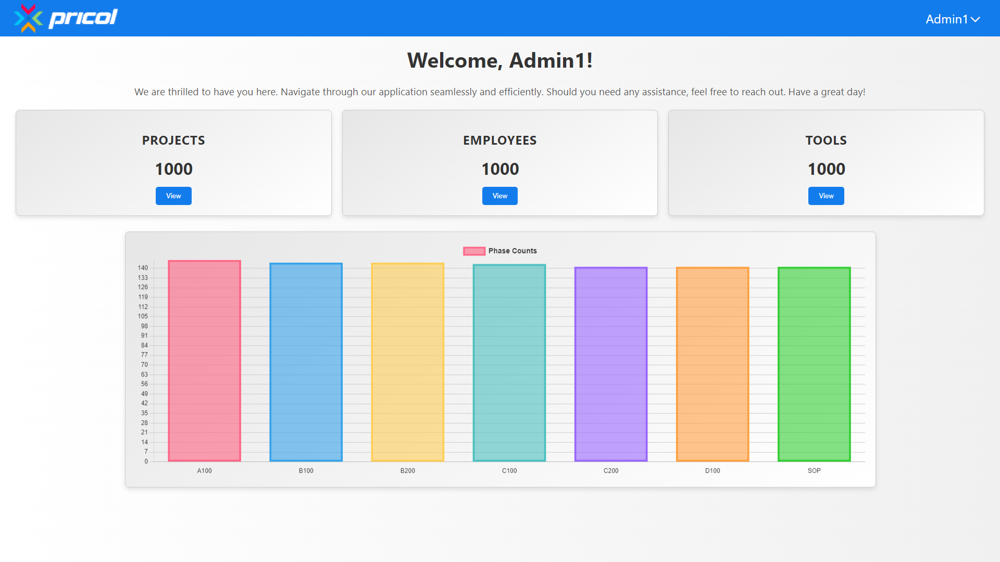 pricol
Admin1
Welcome, Admin1!
We are thrilled to have you here. Navigate through our application seamlessly and efficiently. Should you need any assistance, feel free to reach out. Have a great day!
PROJECTS
1000
View
EMPLOYEES
1000
View
TOOLS
1000
View
Phase Counts
140
133
126
119
112
105
98
91
84
77
70
63
56
49
42
35
28
21
14
7
0
A100 B100 B200 C100 C200 D100 SOP